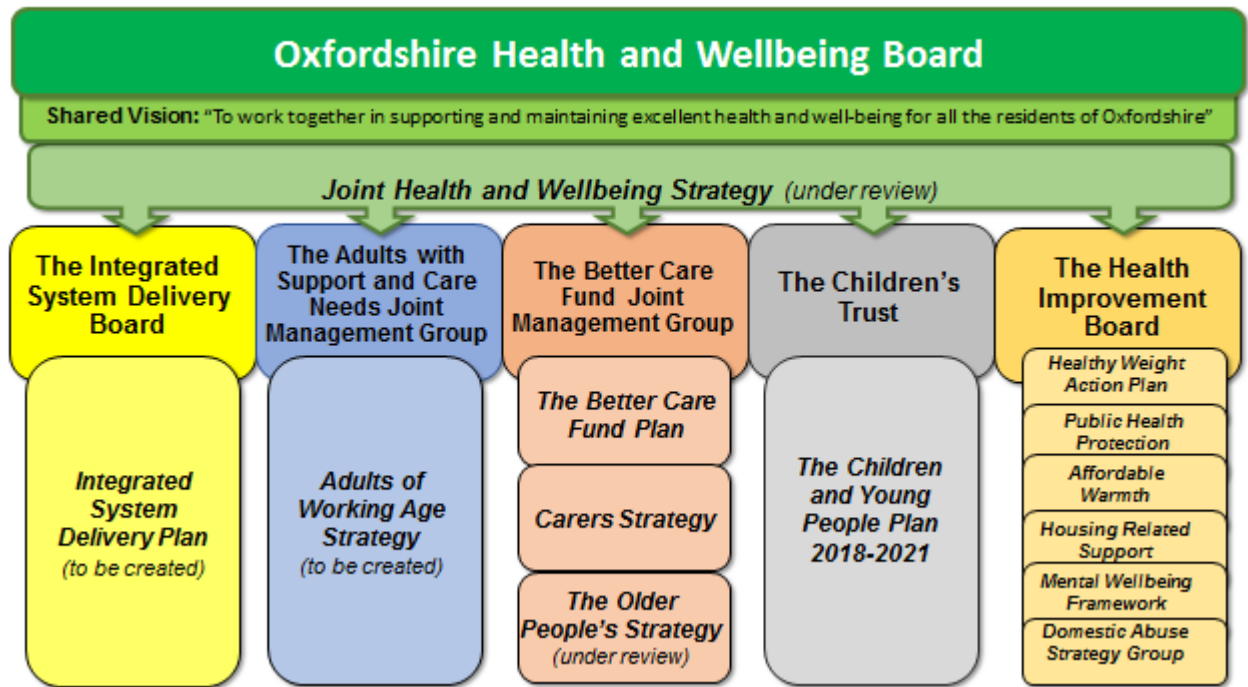 Oxfordshire Health and Wellbeing Board
Shared Vision: "To work together in supporting and maintaining excellent health and well-being for all the residents of Oxfordshire"
Joint Health and Wellbeing Strategy (under review)
The Integrated
System Delivery
Board
Integrated
System
Delivery Plan
(to be created)
The Adults with
Support and Care
Needs Joint
Management Group
Adults of
Working Age
Strategy
(to be created)
The Better Care
Fund Joint
Management Group
The Better Care
Fund Plan
Carers Strategy
The Older
People's Strategy
(under review)
The Children's
Trust
The Children
and Young
People Plan
2018-2021
The Health
Improvement
Board
Healthy Weight
Action Plan
Public Health
Protection
Affordable
Warmth
Housing Related
Support
Mental Wellbeing
Framework
Domestic Abuse
Strategy Group